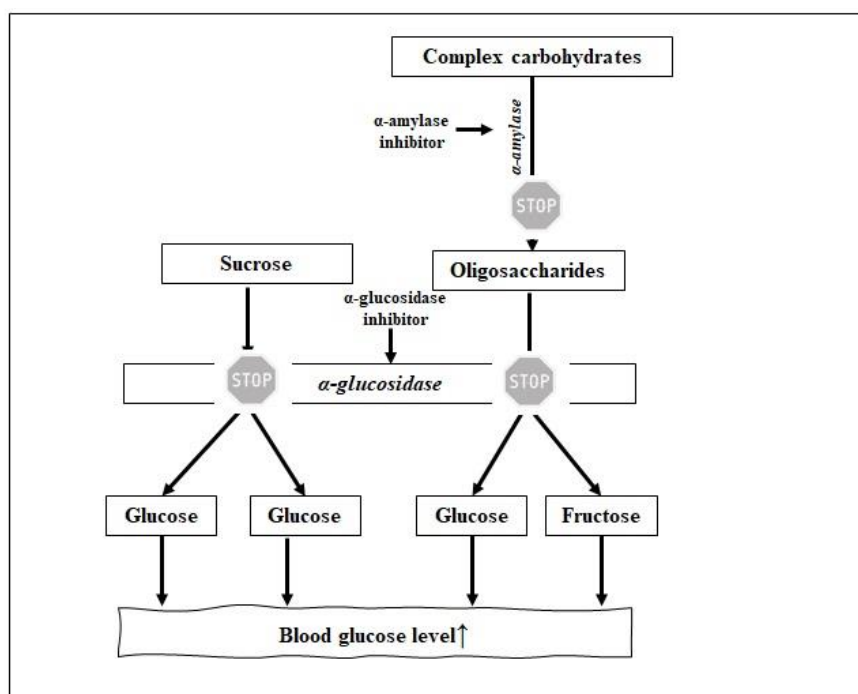 Complex carbohydrates
α-amylase
inhibitor
α-amylase
STOP
Sucrose
Oligosaccharides
α-glucosidase
inhibitor
STOP
α-glucosidase
STOP
Glucose
Glucose
Glucose
Fructose
Blood glucose level↑